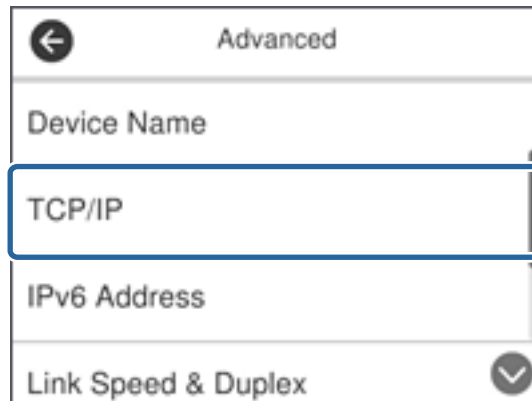 Advanced
Device Name
TCP/IP
IPv6 Address
Link Speed & Duplex